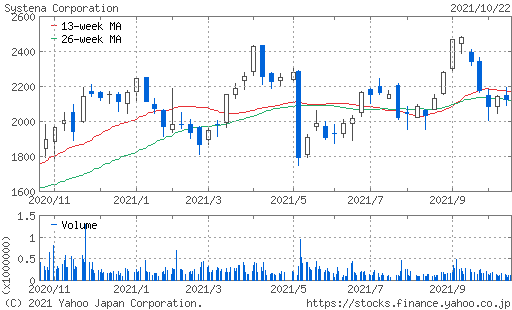 Systena Corporation 2021/10/22
2600
13-week MA
26-week MA
2400
2200
2000
1800
1600
2020/11 2021/1 2021/3 2021/5 2021/7 2021/9
1.5
Volume
1
0.5
0
(x1000000)
2020/11 2021/1 2021/3 2021/5 2021/7 2021/9
(C) 2021 Yahoo Japan Corporation. https://stocks.finance.yahoo.co.jp/